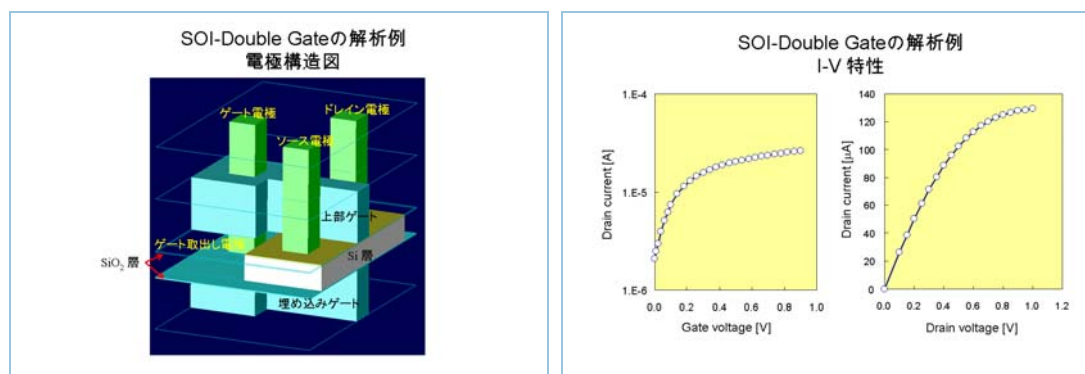 SOI-Double Gateの解析例
電極構造図
ゲート電極
ドレイン電極
ソース電極
上部ゲート
ゲート取出し電極
Si 層
SiO₂ 層
埋め込みゲート
SOI-Double Gateの解析例
I-V 特性
Drain current [A]
1.E-4
1.E-5
1.E-6
0.0 0.2 0.4 0.6 0.8 1.0
Gate voltage [V]
Drain current [μA]
140
120
100
80
60
40
20
0
0.0 0.2 0.4 0.6 0.8 1.0 1.2
Drain voltage [V]